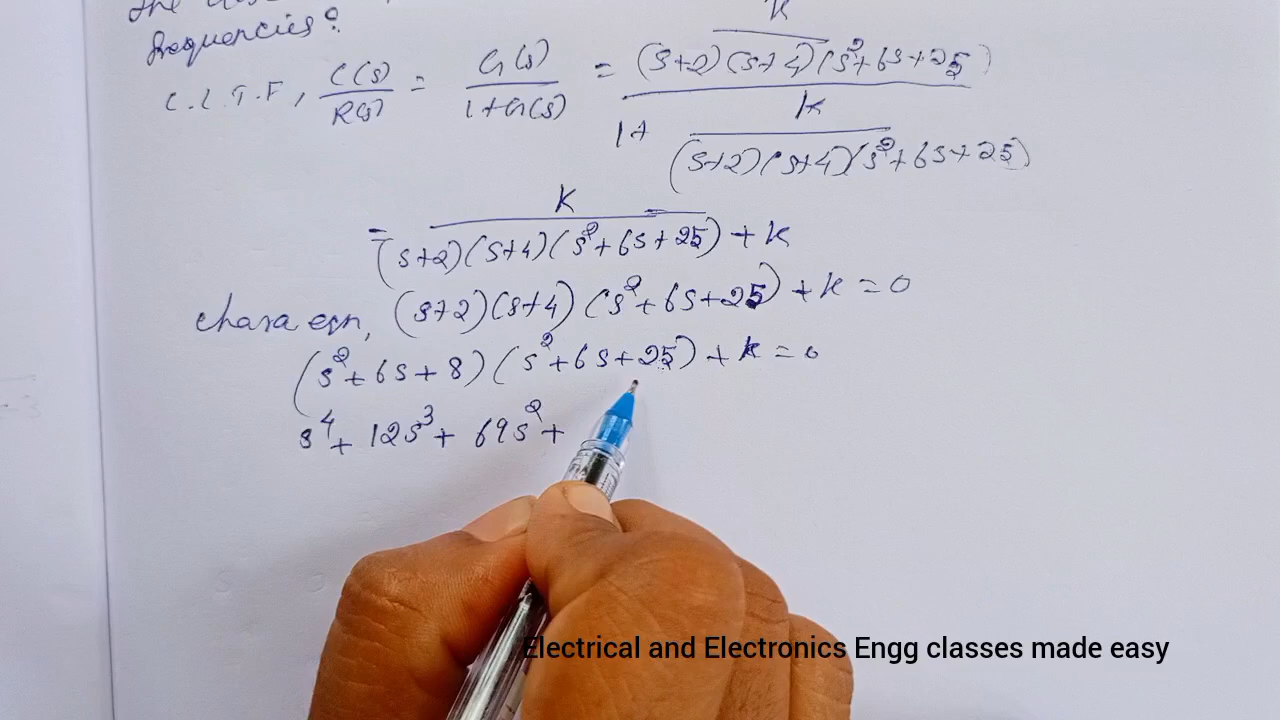 the
frequencies?
C.L.T.F, C(s)/R(s) = G(s)/1+G(s) = K/(s+2)(s+4)(s²+6s+25) / 1+ K/(s+2)(s+4)(s²+6s+25)
= K/(s+2)(s+4)(s²+6s+25)+K
chara eqn, (s+2)(s+4)(s²+6s+25)+K=0
(s²+6s+8)(s²+6s+25)+K=0
s⁴+12s³+69s²+
Electrical and Electronics Engg classes made easy